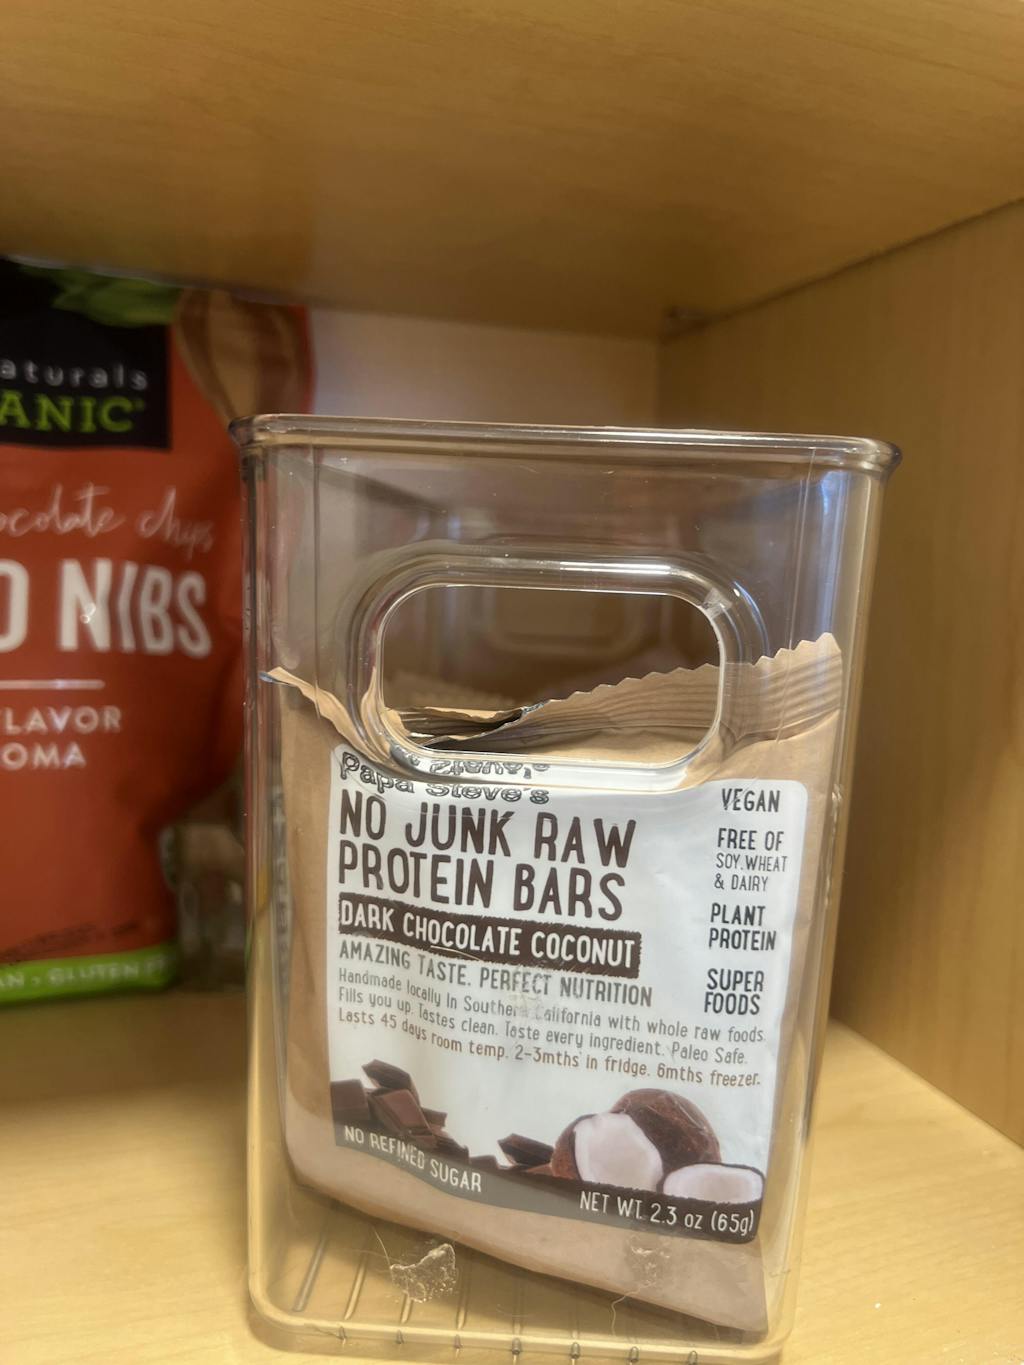 aturals
ANIC
ocolate chips
O NIBS
FLAVOR
OMA
AN • GLUTEN F
Papa Steve's
NO JUNK RAW
PROTEIN BARS
DARK CHOCOLATE COCONUT
AMAZING TASTE. PERFECT NUTRITION
Handmade locally in Southern California with whole raw foods.
Fills you up. Tastes clean. Taste every ingredient. Paleo Safe.
Lasts 45 days room temp. 2-3mths in fridge. 6mths freezer.
VEGAN
FREE OF
SOY, WHEAT
& DAIRY
PLANT
PROTEIN
SUPER
FOODS
NO REFINED SUGAR
NET WT. 2.3 oz (65g)